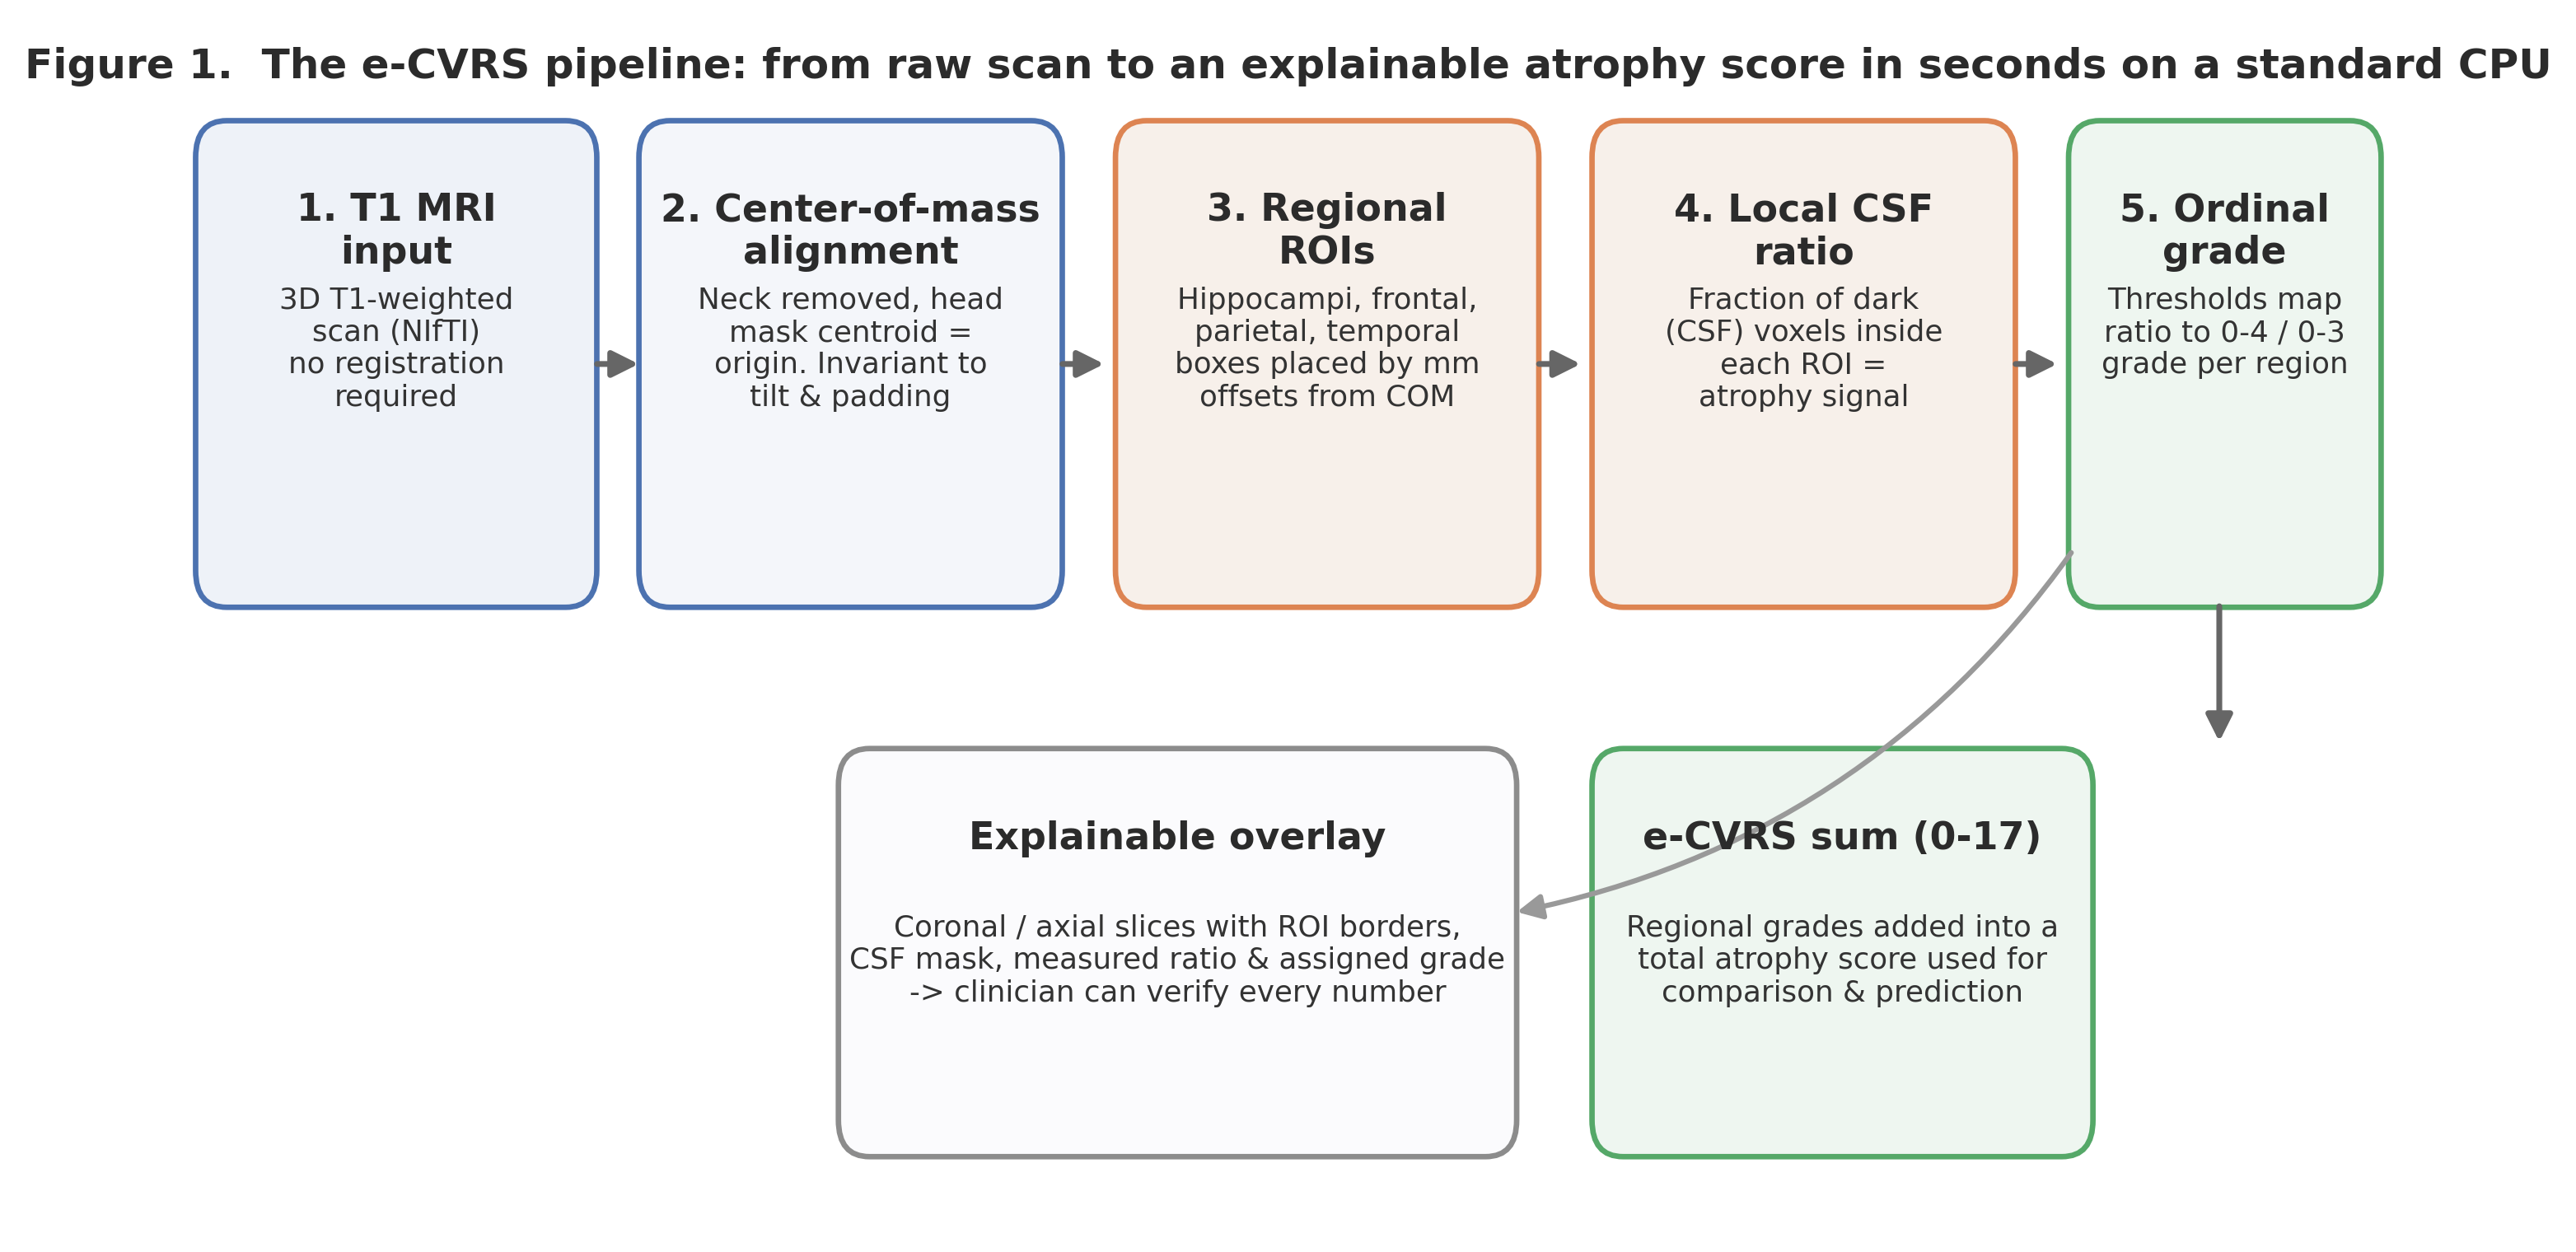 Figure 1.  The e-CVRS pipeline: from raw scan to an explainable atrophy score in seconds on a standard CPU
1. T1 MRI
input
3D T1-weighted
scan (NIfTI)
no registration
required
2. Center-of-mass
alignment
Neck removed, head
mask centroid =
origin. Invariant to
tilt & padding
3. Regional
ROIs
Hippocampi, frontal,
parietal, temporal
boxes placed by mm
offsets from COM
4. Local CSF
ratio
Fraction of dark
(CSF) voxels inside
each ROI =
atrophy signal
5. Ordinal
grade
Thresholds map
ratio to 0-4 / 0-3
grade per region
Explainable overlay
Coronal / axial slices with ROI borders,
CSF mask, measured ratio & assigned grade
-> clinician can verify every number
e-CVRS sum (0-17)
Regional grades added into a
total atrophy score used for
comparison & prediction